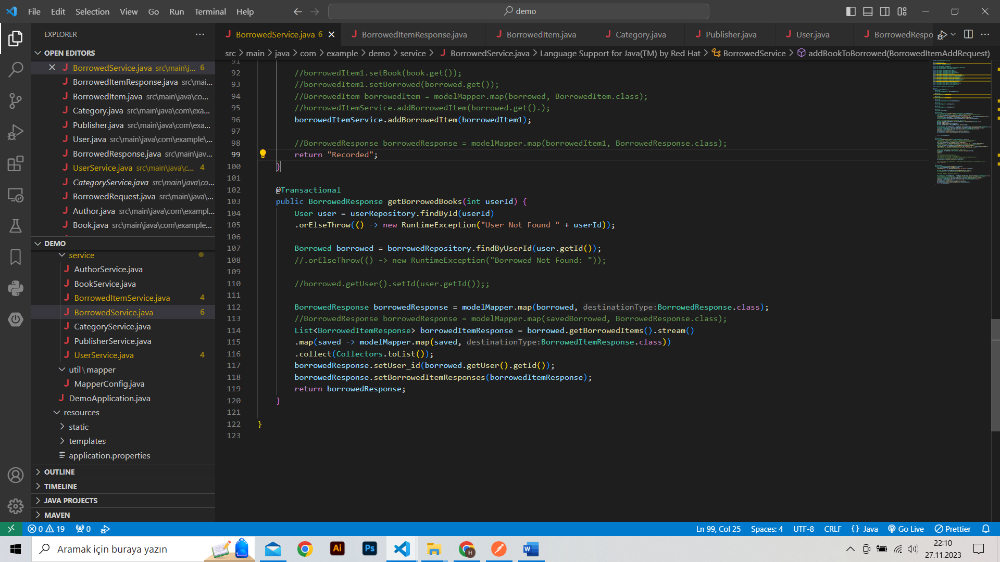 File Edit Selection View Go Run Terminal Help
demo
EXPLORER
OPEN EDITORS
BorrowedService.java src\main\j... 6
BorrowedItemResponse.java src\mai...
BorrowedItem.java src\main\java\co...
Category.java src\main\java\com\exa...
Publisher.java src\main\java\com\exa...
User.java src\main\java\com\example\...
BorrowedResponse.java src\main\jav...
UserService.java src\main\java\c... 4
CategoryService.java src\main\java\co...
BorrowedRequest.java src\main\java\...
Author.java src\main\java\com\exampl...
Book.java src\main\java\com\example...
DEMO
service
AuthorService.java
BookService.java
BorrowedItemService.java 4
BorrowedService.java 6
CategoryService.java
PublisherService.java
UserService.java 4
util\mapper
MapperConfig.java
DemoApplication.java
resources
static
templates
application.properties
OUTLINE
TIMELINE
JAVA PROJECTS
MAVEN
BorrowedService.java 6 BorrowedItemResponse.java BorrowedItem.java Category.java Publisher.java User.java BorrowedRespo
src > main > java > com > example > demo > service > BorrowedService.java > Language Support for Java(TM) by Red Hat > BorrowedService > addBookToBorrowed(BorrowedItemAddRequest)
91
92 //borrowedItem1.setBook(book.get());
93 //borrowedItem1.setBorrowed(borrowed.get());
94 //BorrowedItem borrowedItem = modelMapper.map(borrowed, BorrowedItem.class);
95 //borrowedItemService.addBorrowedItem(borrowed.get().);
96 borrowedItemService.addBorrowedItem(borrowedItem1);
97
98 //BorrowedResponse borrowedResponse = modelMapper.map(borrowedItem1, BorrowedResponse.class);
99 return "Recorded";
100 }
101
102 @Transactional
103 public BorrowedResponse getBorrowedBooks(int userId) {
104 User user = userRepository.findById(userId)
105 .orElseThrow(() -> new RuntimeException("User Not Found " + userId));
106
107 Borrowed borrowed = borrowedRepository.findByUserId(user.getId());
108 //.orElseThrow(() -> new RuntimeException("Borrowed Not Found: "));
109
110 //borrowed.getUser().setId(user.getId());;
111
112 BorrowedResponse borrowedResponse = modelMapper.map(borrowed, destinationType:BorrowedResponse.class);
113 //BorrowedResponse borrowedResponse = modelMapper.map(savedBorrowed, BorrowedResponse.class);
114 List<BorrowedItemResponse> borrowedItemResponse = borrowed.getBorrowedItems().stream()
115 .map(saved -> modelMapper.map(saved, destinationType:BorrowedItemResponse.class))
116 .collect(Collectors.toList());
117 borrowedResponse.setUser_id(borrowed.getUser().getId());
118 borrowedResponse.setBorrowedItemResponses(borrowedItemResponse);
119 return borrowedResponse;
120 }
121
122 }
123
0 19 0 Ln 99, Col 25 Spaces: 4 UTF-8 CRLF {} Java Go Live Prettier
Aramak için buraya yazın
Ai
Ps
H
W
22:10
27.11.2023